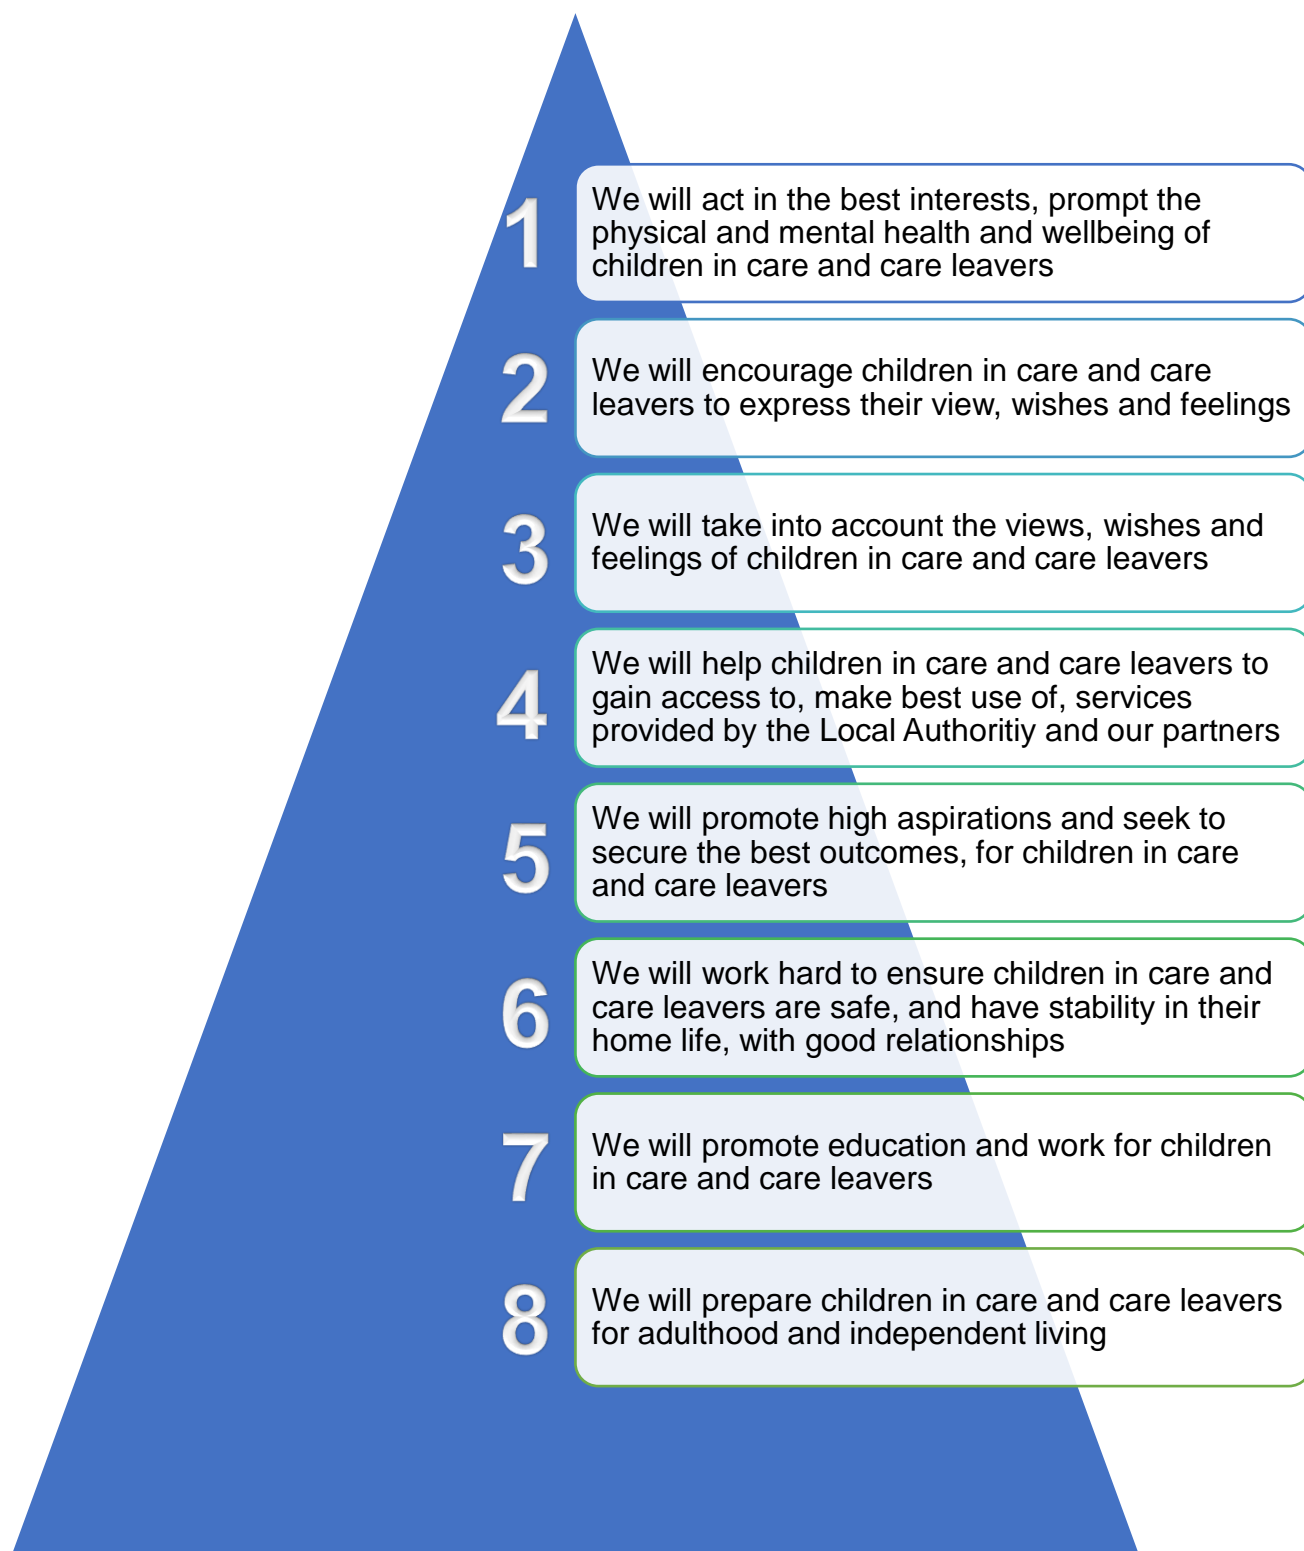 1
We will act in the best interests, prompt the
physical and mental health and wellbeing of
children in care and care leavers
2
We will encourage children in care and care
leavers to express their view, wishes and feelings
3
We will take into account the views, wishes and
feelings of children in care and care leavers
4
We will help children in care and care leavers to
gain access to, make best use of, services
provided by the Local Authoritiy and our partners
5
We will promote high aspirations and seek to
secure the best outcomes, for children in care
and care leavers
6
We will work hard to ensure children in care and
care leavers are safe, and have stability in their
home life, with good relationships
7
We will promote education and work for children
in care and care leavers
8
We will prepare children in care and care leavers
for adulthood and independent living